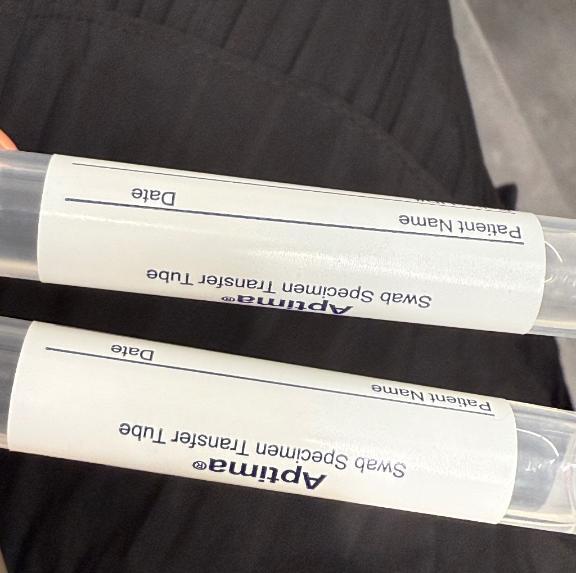 Aptima®
Swab Specimen Transfer Tube
Patient Name Date
Aptima®
Swab Specimen Transfer Tube
Patient Name Date